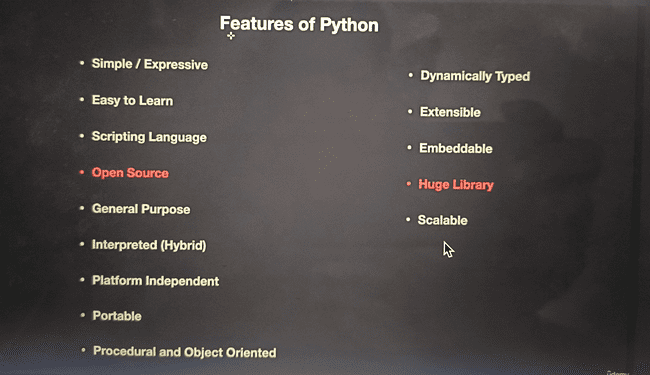 Features of Python
• Simple / Expressive
• Easy to Learn
• Scripting Language
• Open Source
• General Purpose
• Interpreted (Hybrid)
• Platform Independent
• Portable
• Procedural and Object Oriented
• Dynamically Typed
• Extensible
• Embeddable
• Huge Library
• Scalable